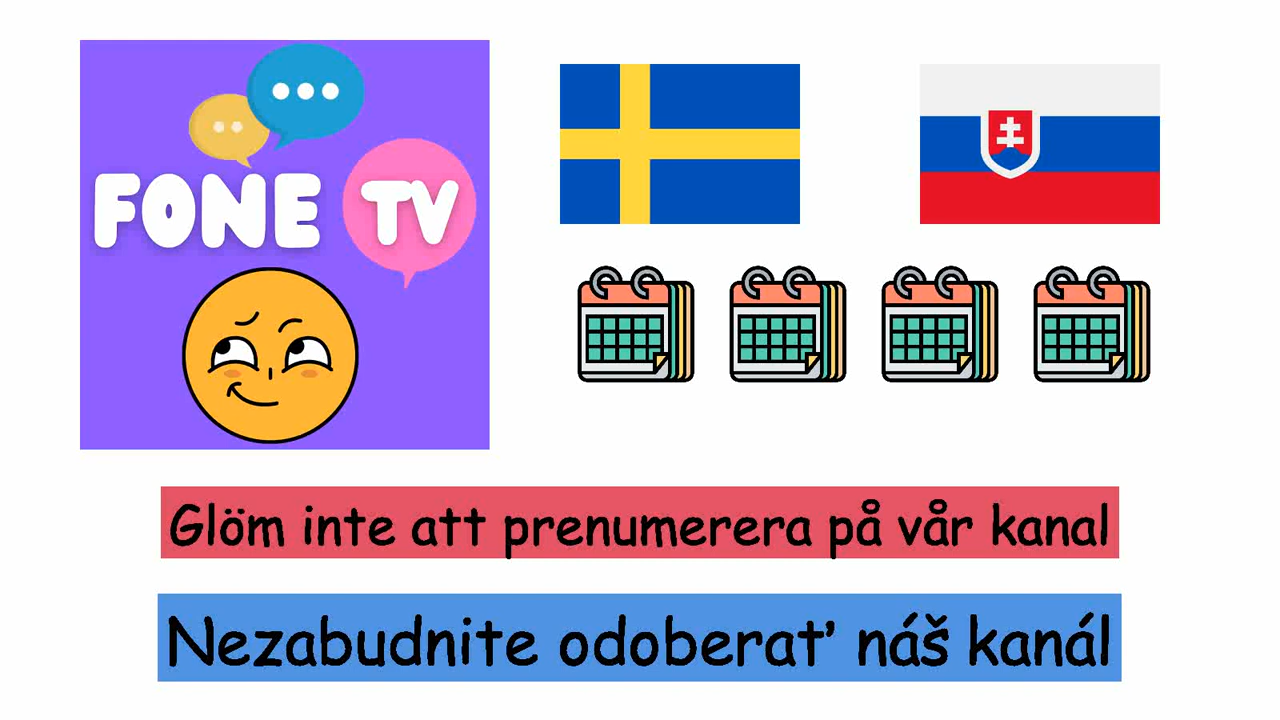 FONE TV
Glöm inte att prenumerera på vår kanal
Nezabudnite odoberať náš kanál